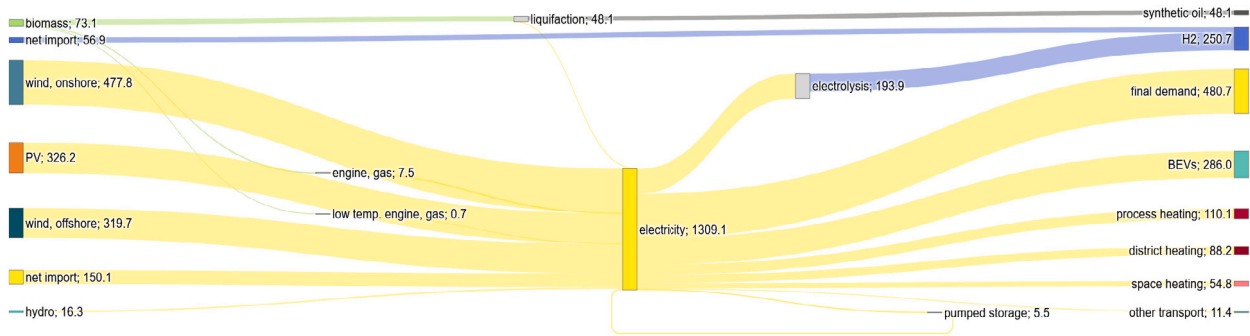 biomass; 73.1
liquifaction; 48.1
synthetic oil; 48.1
net import; 56.9
H2; 250.7
wind, onshore; 477.8
electrolysis; 193.9
final demand; 480.7
PV; 326.2
engine, gas; 7.5
BEVs; 286.0
low temp. engine, gas; 0.7
process heating; 110.1
wind, offshore; 319.7
electricity; 1309.1
district heating; 88.2
net import; 150.1
space heating; 54.8
hydro; 16.3
pumped storage; 5.5
other transport; 11.4